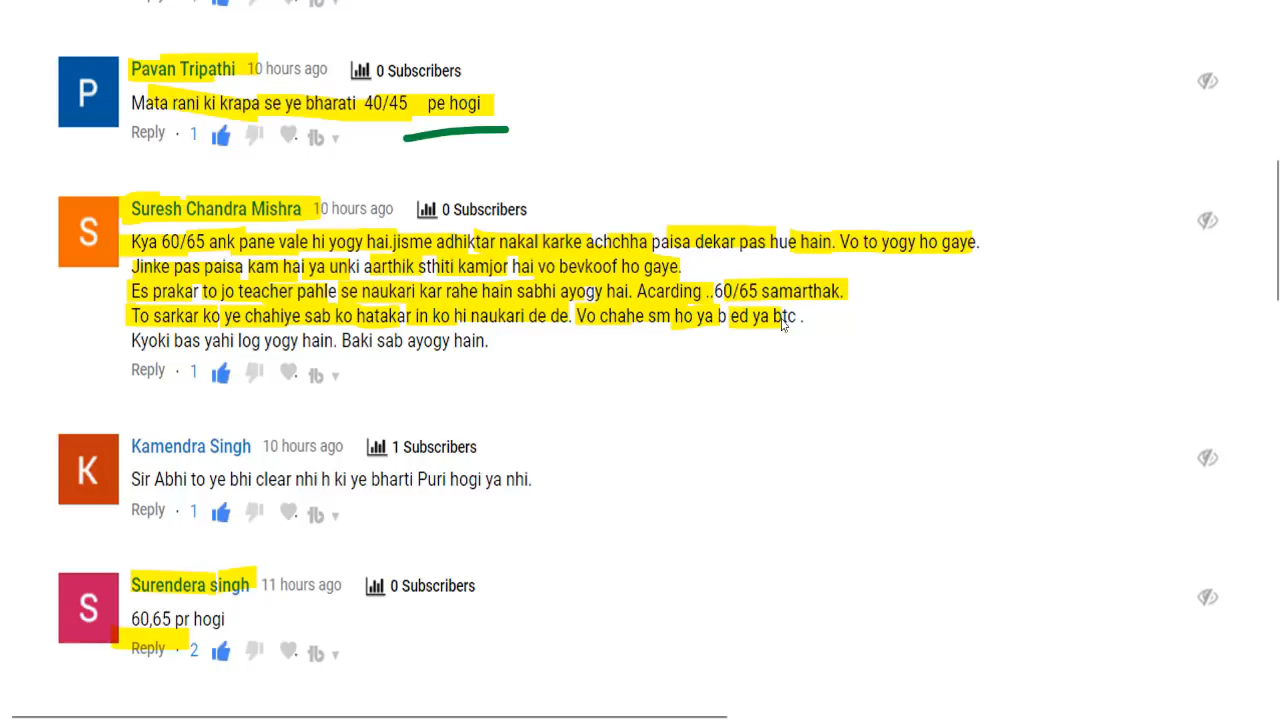 P
Pavan Tripathi 10 hours ago 0 Subscribers
Mata rani ki krapa se ye bharati 40/45 pe hogi
Reply · 1
S
Suresh Chandra Mishra 10 hours ago 0 Subscribers
Kya 60/65 ank pane vale hi yogy hai.jisme adhiktar nakal karke achchha paisa dekar pas hue hain. Vo to yogy ho gaye.
Jinke pas paisa kam hai ya unki aarthik sthiti kamjor hai vo bevkoof ho gaye.
Es prakar to jo teacher pahle se naukari kar rahe hain sabhi ayogy hai. Acarding ..60/65 samarthak.
To sarkar ko ye chahiye sab ko hatakar in ko hi naukari de de. Vo chahe sm ho ya b ed ya btc .
Kyoki bas yahi log yogy hain. Baki sab ayogy hain.
Reply · 1
K
Kamendra Singh 10 hours ago 1 Subscribers
Sir Abhi to ye bhi clear nhi h ki ye bharti Puri hogi ya nhi.
Reply · 1
S
Surendera singh 11 hours ago 0 Subscribers
60,65 pr hogi
Reply · 2